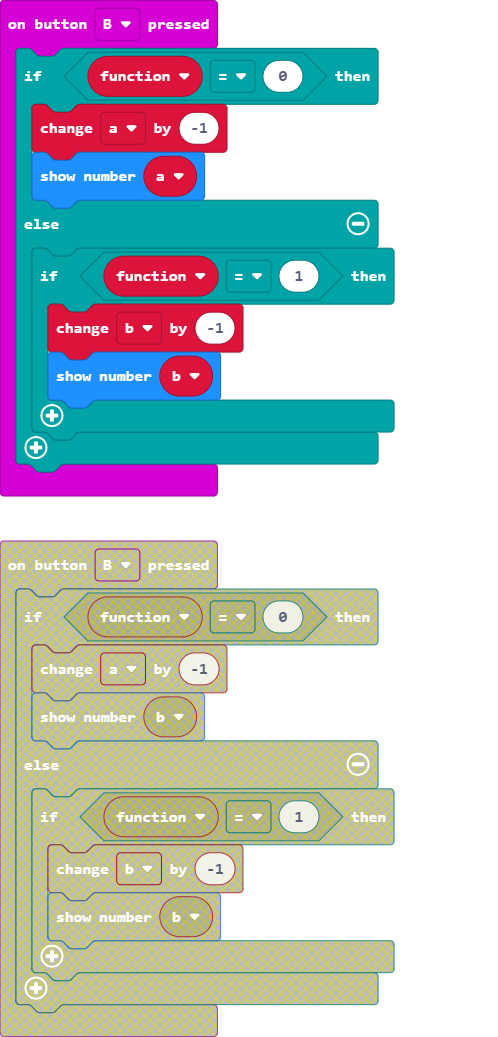 on button B pressed
if function = 0 then
change a by -1
show number a
else
if function = 1 then
change b by -1
show number b
on button B pressed
if function = 0 then
change a by -1
show number b
else
if function = 1 then
change b by -1
show number b